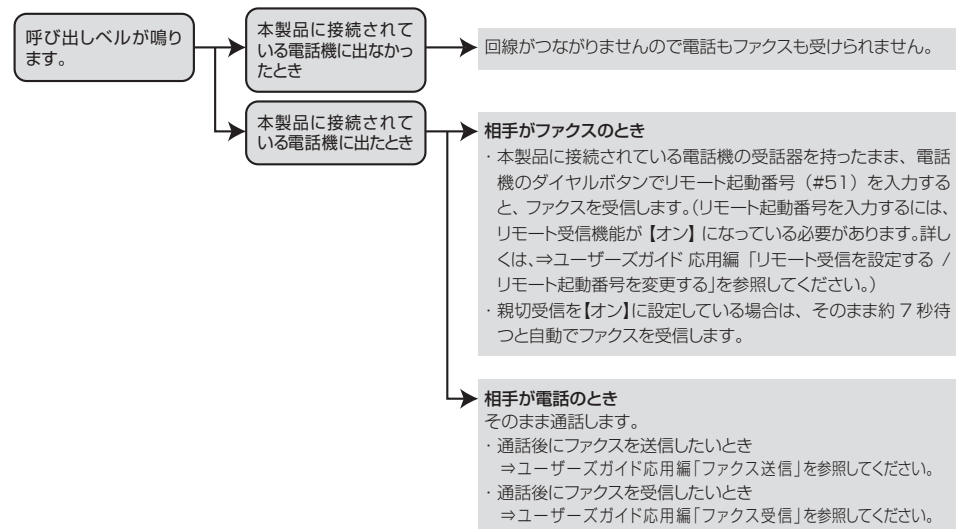 呼び出しベルが鳴り
ます。
本製品に接続されて
いる電話機に出なかっ
たとき
回線がつながりませんので電話もファクスも受けられません。
本製品に接続されて
いる電話機に出たとき
相手がファクスのとき
・本製品に接続されている電話機の受話器を持ったまま、電話
機のダイヤルボタンでリモート起動番号（#51）を入力する
と、ファクスを受信します。（リモート起動番号を入力するには、
リモート受信機能が【オン】になっている必要があります。詳し
くは、⇒ユーザーズガイド 応用編「リモート受信を設定する /
リモート起動番号を変更する」を参照してください。）
・親切受信を【オン】に設定している場合は、そのまま約 7 秒待
つと自動でファクスを受信します。
相手が電話のとき
そのまま通話します。
・通話後にファクスを送信したいとき
⇒ユーザーズガイド応用編「ファクス送信」を参照してください。
・通話後にファクスを受信したいとき
⇒ユーザーズガイド応用編「ファクス受信」を参照してください。